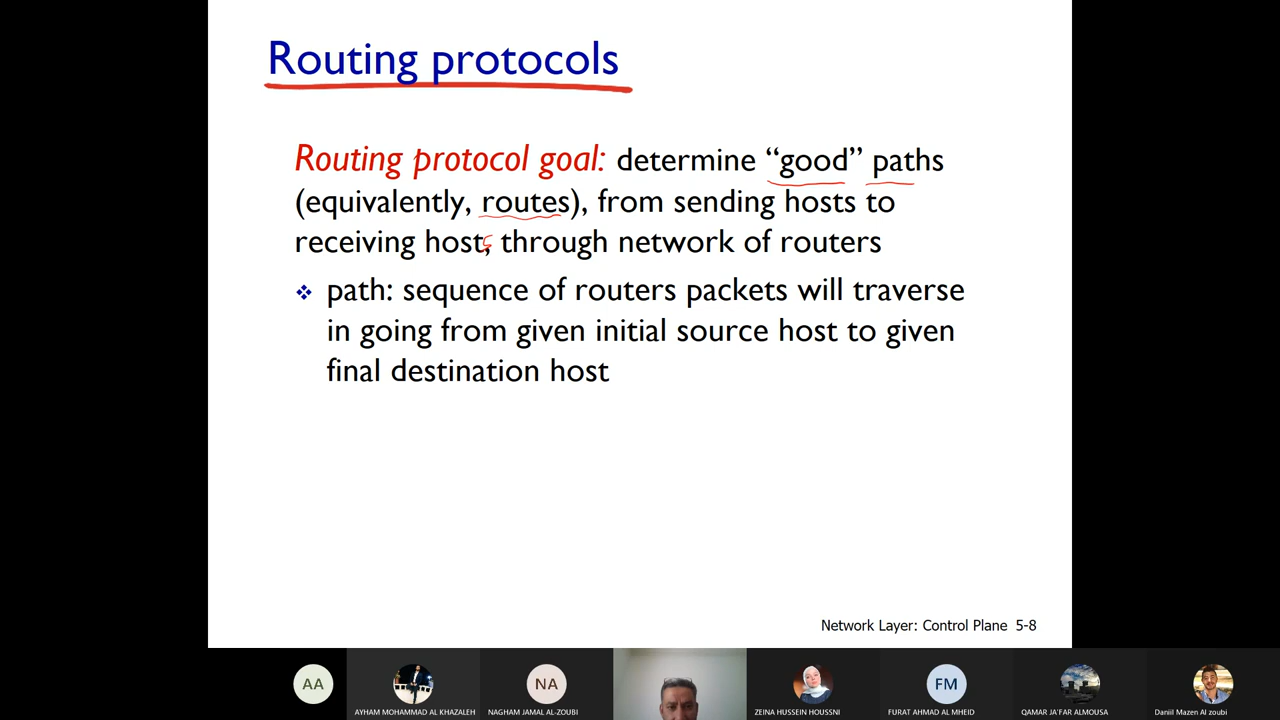 Routing protocols
Routing protocol goal: determine “good” paths
(equivalently, routes), from sending hosts to
receiving host, through network of routers
❖ path: sequence of routers packets will traverse
in going from given initial source host to given
final destination host
Network Layer: Control Plane 5-8
AA
NA
FM
AYHAM MOHAMMAD AL KHAZALEH
NAGHAM JAMAL AL-ZOUBI
ZEINA HUSSEIN HOUSSNI
FURAT AHMAD AL MHEID
QAMAR JA'FAR ALMOUSA
Daniil Mazen Al zoubi